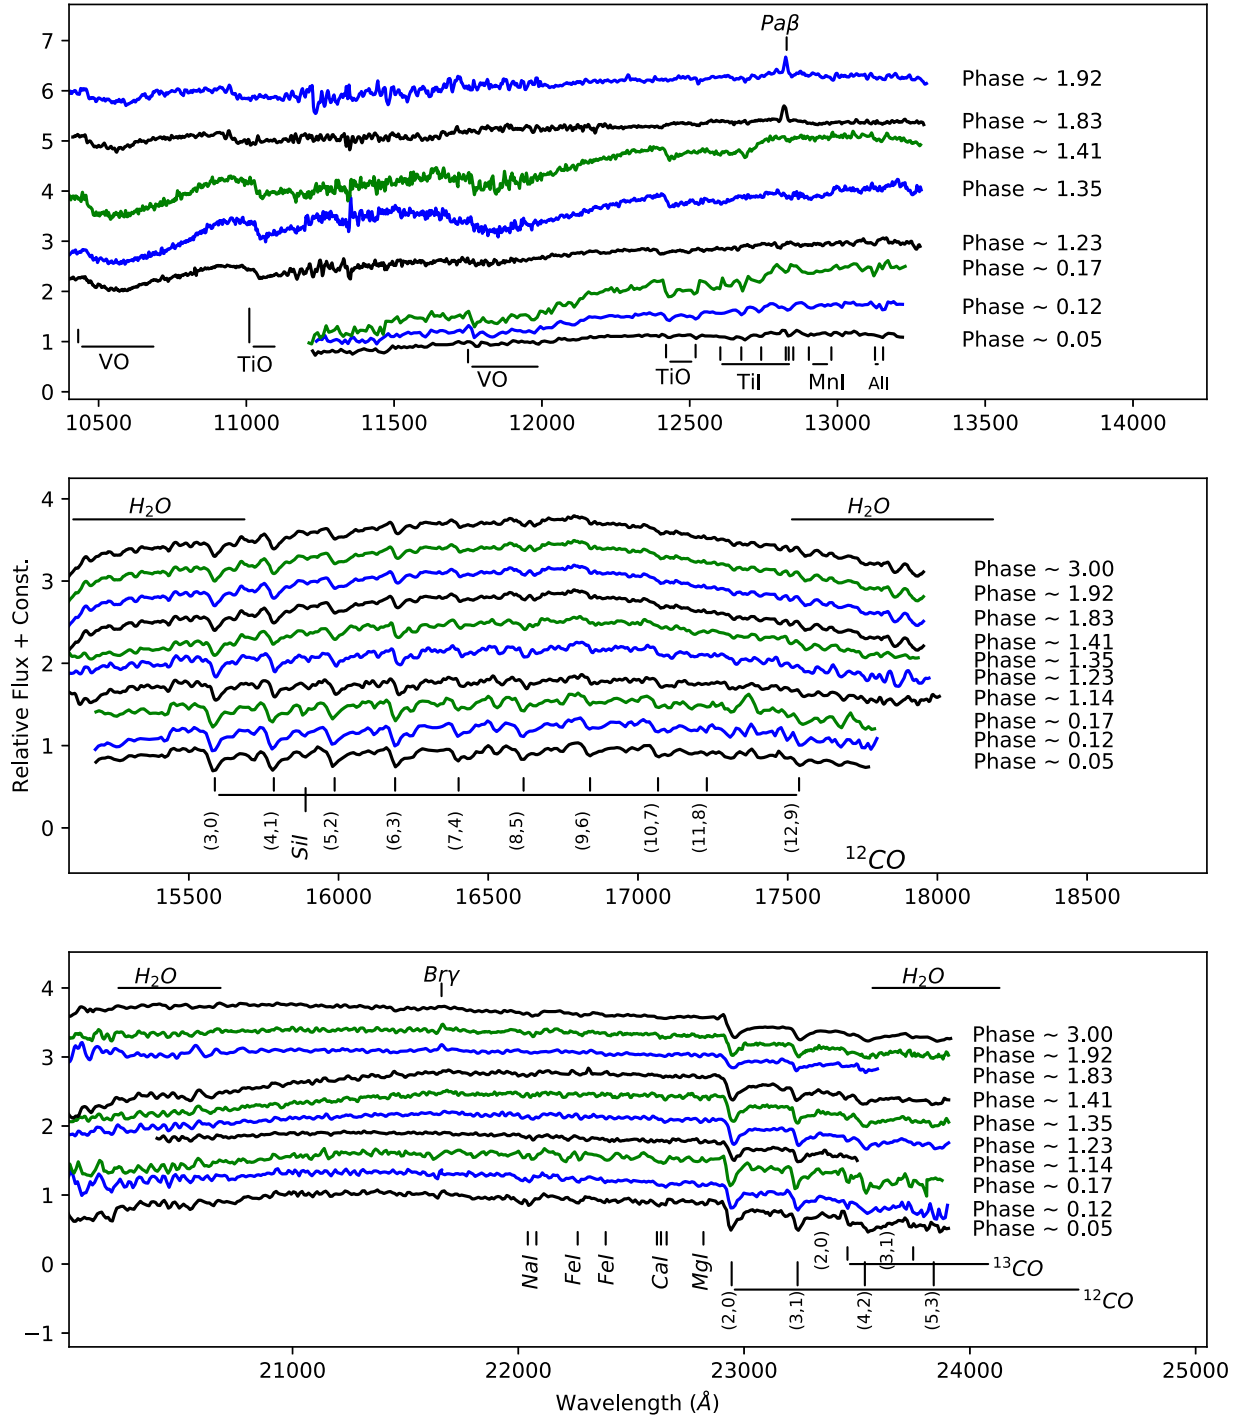 Paβ
7
6
5
4
3
2
1
0
Phase ~ 1.92
Phase ~ 1.83
Phase ~ 1.41
Phase ~ 1.35
Phase ~ 1.23
Phase ~ 0.17
Phase ~ 0.12
Phase ~ 0.05
VO
TiO
VO
TiO
TiI
MnI
AlI
10500 11000 11500 12000 12500 13000 13500 14000
4
3
2
1
0
H₂O
H₂O
Phase ~ 3.00
Phase ~ 1.92
Phase ~ 1.83
Phase ~ 1.41
Phase ~ 1.35
Phase ~ 1.23
Phase ~ 1.14
Phase ~ 0.17
Phase ~ 0.12
Phase ~ 0.05
Relative Flux + Const.
(3,0)
(4,1)
SiI
(5,2)
(6,3)
(7,4)
(8,5)
(9,6)
(10,7)
(11,8)
(12,9)
¹²CO
15500 16000 16500 17000 17500 18000 18500
4
3
2
1
0
−1
H₂O
Brγ
H₂O
Phase ~ 3.00
Phase ~ 1.92
Phase ~ 1.83
Phase ~ 1.41
Phase ~ 1.35
Phase ~ 1.23
Phase ~ 1.14
Phase ~ 0.17
Phase ~ 0.12
Phase ~ 0.05
NaI
FeI
FeI
CaI
MgI
(2,0)
(3,1)
¹³CO
(2,0)
(3,1)
(4,2)
(5,3)
¹²CO
21000 22000 23000 24000 25000
Wavelength (Å)